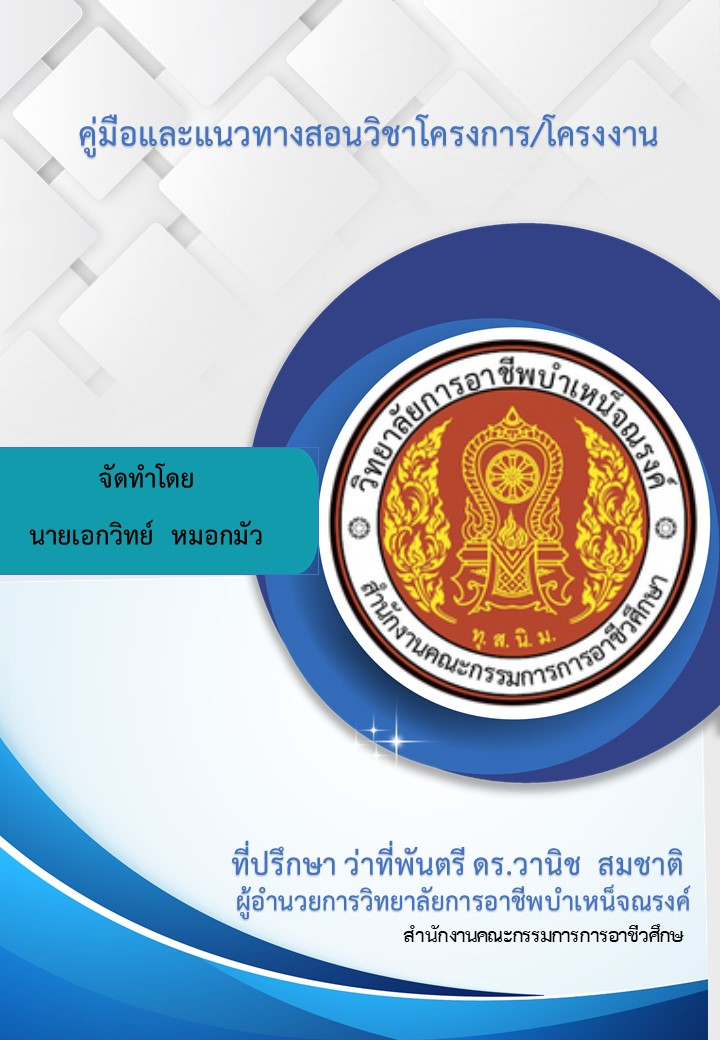 คู่มือและแนวทางสอนวิชาโครงการ/โครงงาน
วิทยาลัยการอาชีพบำเหน็จณรงค์
จัดทำโดย
นายเอกวิทย์ หมอกมัว
ทุ. ส. นิ. ม.
สำนักงานคณะกรรมการการอาชีวศึกษา
ที่ปรึกษา ว่าที่พันตรี ดร.วานิช สมชาติ
ผู้อำนวยการวิทยาลัยการอาชีพบำเหน็จณรงค์
สำนักงานคณะกรรมการการอาชีวศึกษ